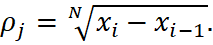 ρ_j = \sqrt[N]{x_i − x_{i−1}}.